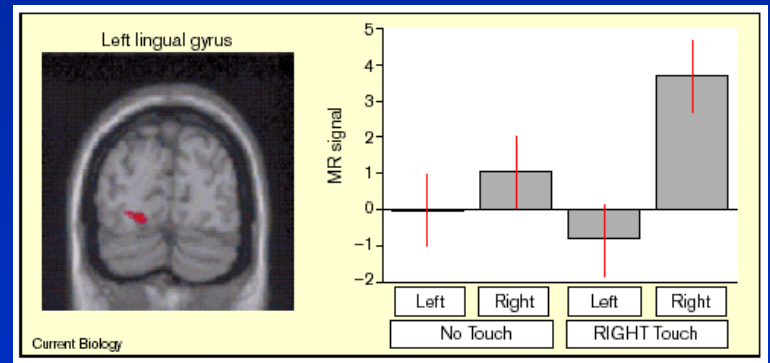 Left lingual gyrus
MR signal
5
4
3
2
1
0
−1
−2
Left Right Left Right
No Touch RIGHT Touch
Current Biology